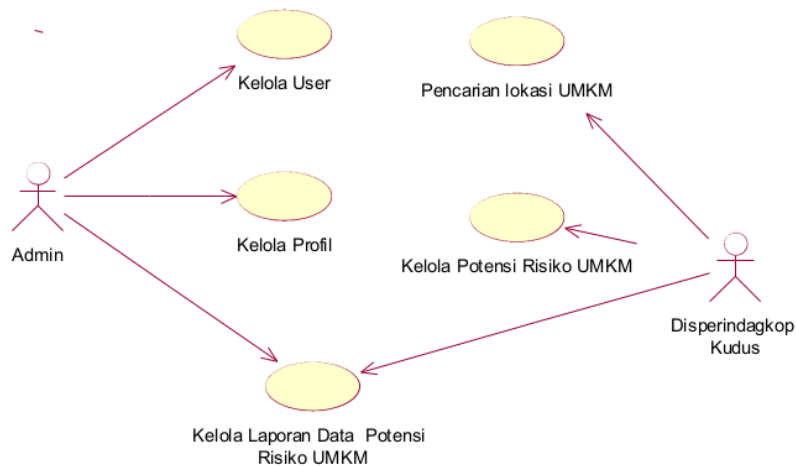 Kelola User
Pencarian lokasi UMKM
Kelola Profil
Admin
Kelola Potensi Risiko UMKM
Disperindagkop
Kudus
Kelola Laporan Data  Potensi
Risiko UMKM